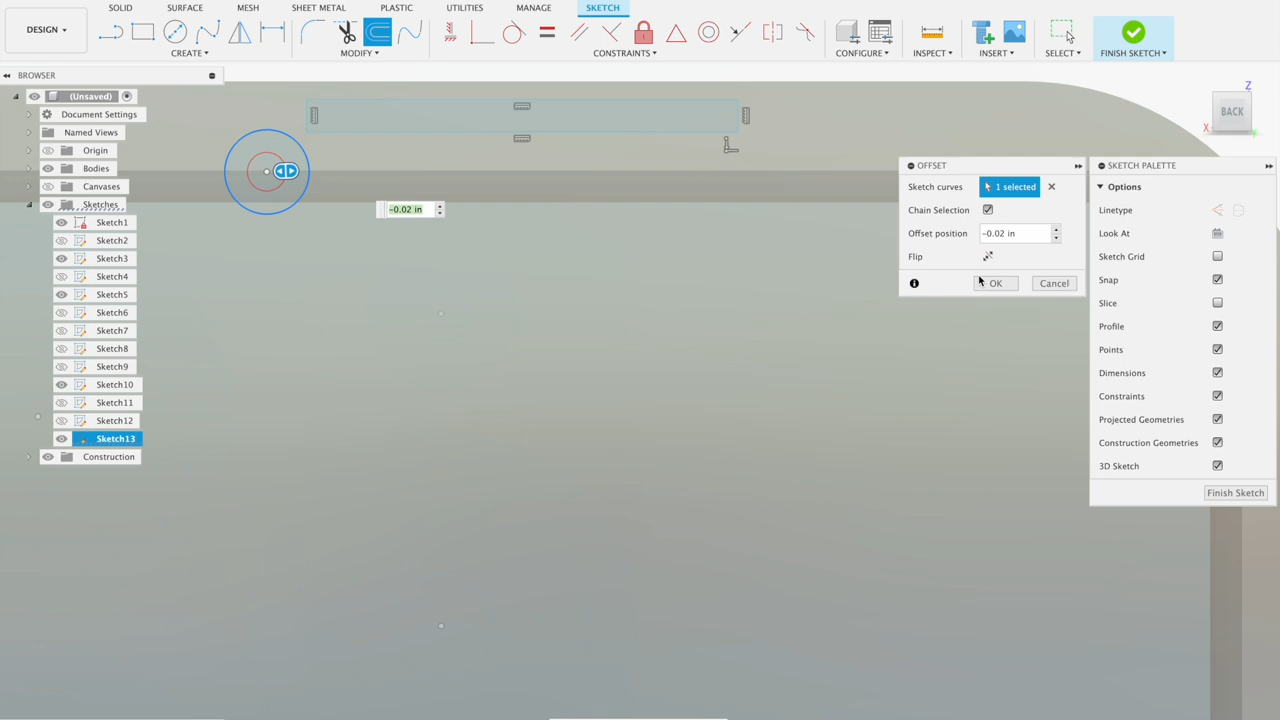 SOLID SURFACE MESH SHEET METAL PLASTIC UTILITIES MANAGE SKETCH
DESIGN
CREATE MODIFY CONSTRAINTS CONFIGURE INSPECT INSERT SELECT FINISH SKETCH
BROWSER
(Unsaved)
Document Settings
Named Views
Origin
Bodies
Canvases
Sketches
Sketch1
Sketch2
Sketch3
Sketch4
Sketch5
Sketch6
Sketch7
Sketch8
Sketch9
Sketch10
Sketch11
Sketch12
Sketch13
Construction
-0.02 in
Z
BACK
X
OFFSET
Sketch curves 1 selected
Chain Selection
Offset position -0.02 in
Flip
OK Cancel
SKETCH PALETTE
Options
Linetype
Look At
Sketch Grid
Snap
Slice
Profile
Points
Dimensions
Constraints
Projected Geometries
Construction Geometries
3D Sketch
Finish Sketch